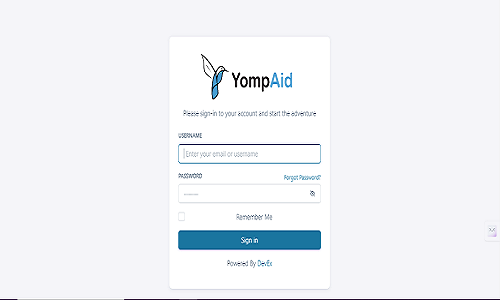 YompAid
Please sign-in to your account and start the adventure
USERNAME
Enter your email or username
PASSWORD Forgot Password?
Remember Me
Sign in
Powered By DevEx